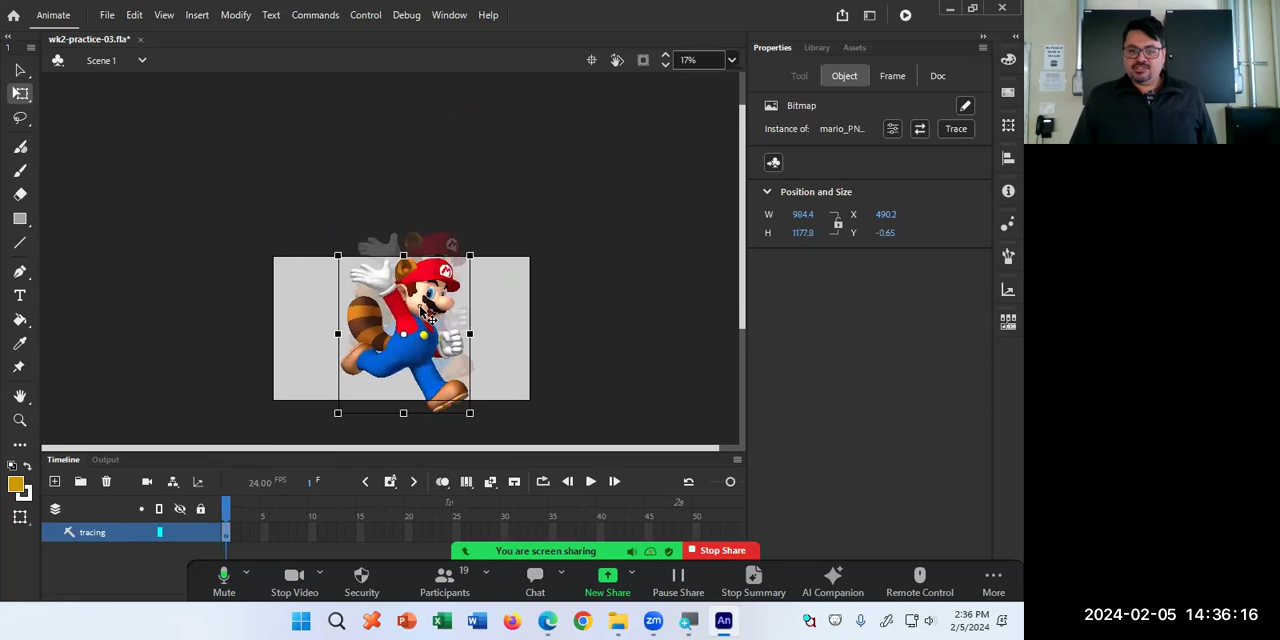 Animate File Edit View Insert Modify Text Commands Control Debug Window Help
wk2-practice-03.fla*
Scene 1 17%
Properties Library Assets
Tool Object Frame Doc
Bitmap
Instance of: mario_PN... Trace
Position and Size
W 984.4 X 490.2
H 1177.8 Y -0.65
Timeline Output
24.00 FPS 1 F
1s 2s
5 10 15 20 25 30 35 40 45 50
tracing
You are screen sharing Stop Share
19
Mute Stop Video Security Participants Chat New Share Pause Share Stop Summary AI Companion Remote Control More
2:36 PM
2/5/2024
2024-02-05 14:36:16